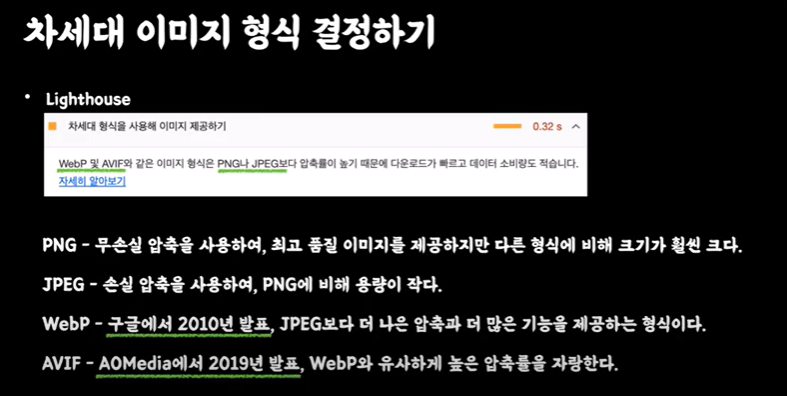 차세대 이미지 형식 결정하기
• Lighthouse
차세대 형식을 사용해 이미지 제공하기 0.32 s
WebP 및 AVIF와 같은 이미지 형식은 PNG나 JPEG보다 압축률이 높기 때문에 다운로드가 빠르고 데이터 소비량도 적습니다.
자세히 알아보기
PNG - 무손실 압축을 사용하여, 최고 품질 이미지를 제공하지만 다른 형식에 비해 크기가 훨씬 크다.
JPEG - 손실 압축을 사용하여, PNG에 비해 용량이 작다.
WebP - 구글에서 2010년 발표, JPEG보다 더 나은 압축과 더 많은 기능을 제공하는 형식이다.
AVIF - AOMedia에서 2019년 발표, WebP와 유사하게 높은 압축률을 자랑한다.